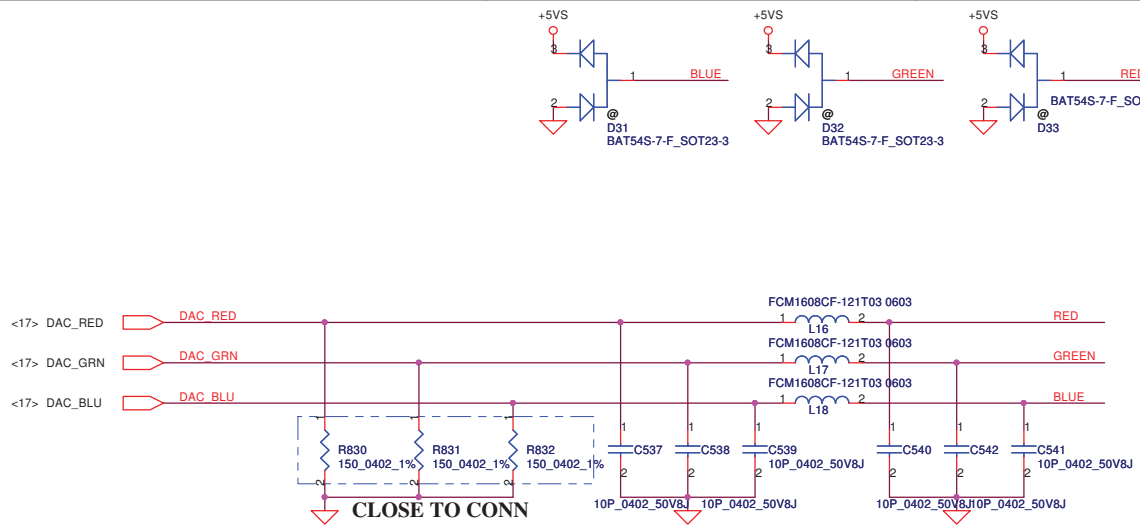 +5VS +5VS +5VS
3 3 3
1 BLUE 1 GREEN 1 RED
2 2 2
@ @ @
D31 D32 D33
BAT54S-7-F_SOT23-3 BAT54S-7-F_SOT23-3 BAT54S-7-F_SO
FCM1608CF-121T03 0603
<17> DAC_RED DAC_RED 1 2 RED
L16
FCM1608CF-121T03 0603
<17> DAC_GRN DAC_GRN 1 2 GREEN
L17
FCM1608CF-121T03 0603
<17> DAC_BLU DAC_BLU 1 2 BLUE
L18
1 1 1 1 1 1 1 1 1
R830 R831 R832 C537 C538 C539 C540 C542 C541
150_0402_1% 150_0402_1% 150_0402_1% 10P_0402_50V8J 10P_0402_50V8J
2 2 2 2 2 2 2 2 2
10P_0402_50V8J 10P_0402_50V8J 10P_0402_50V8J 10P_0402_50V8J
CLOSE TO CONN